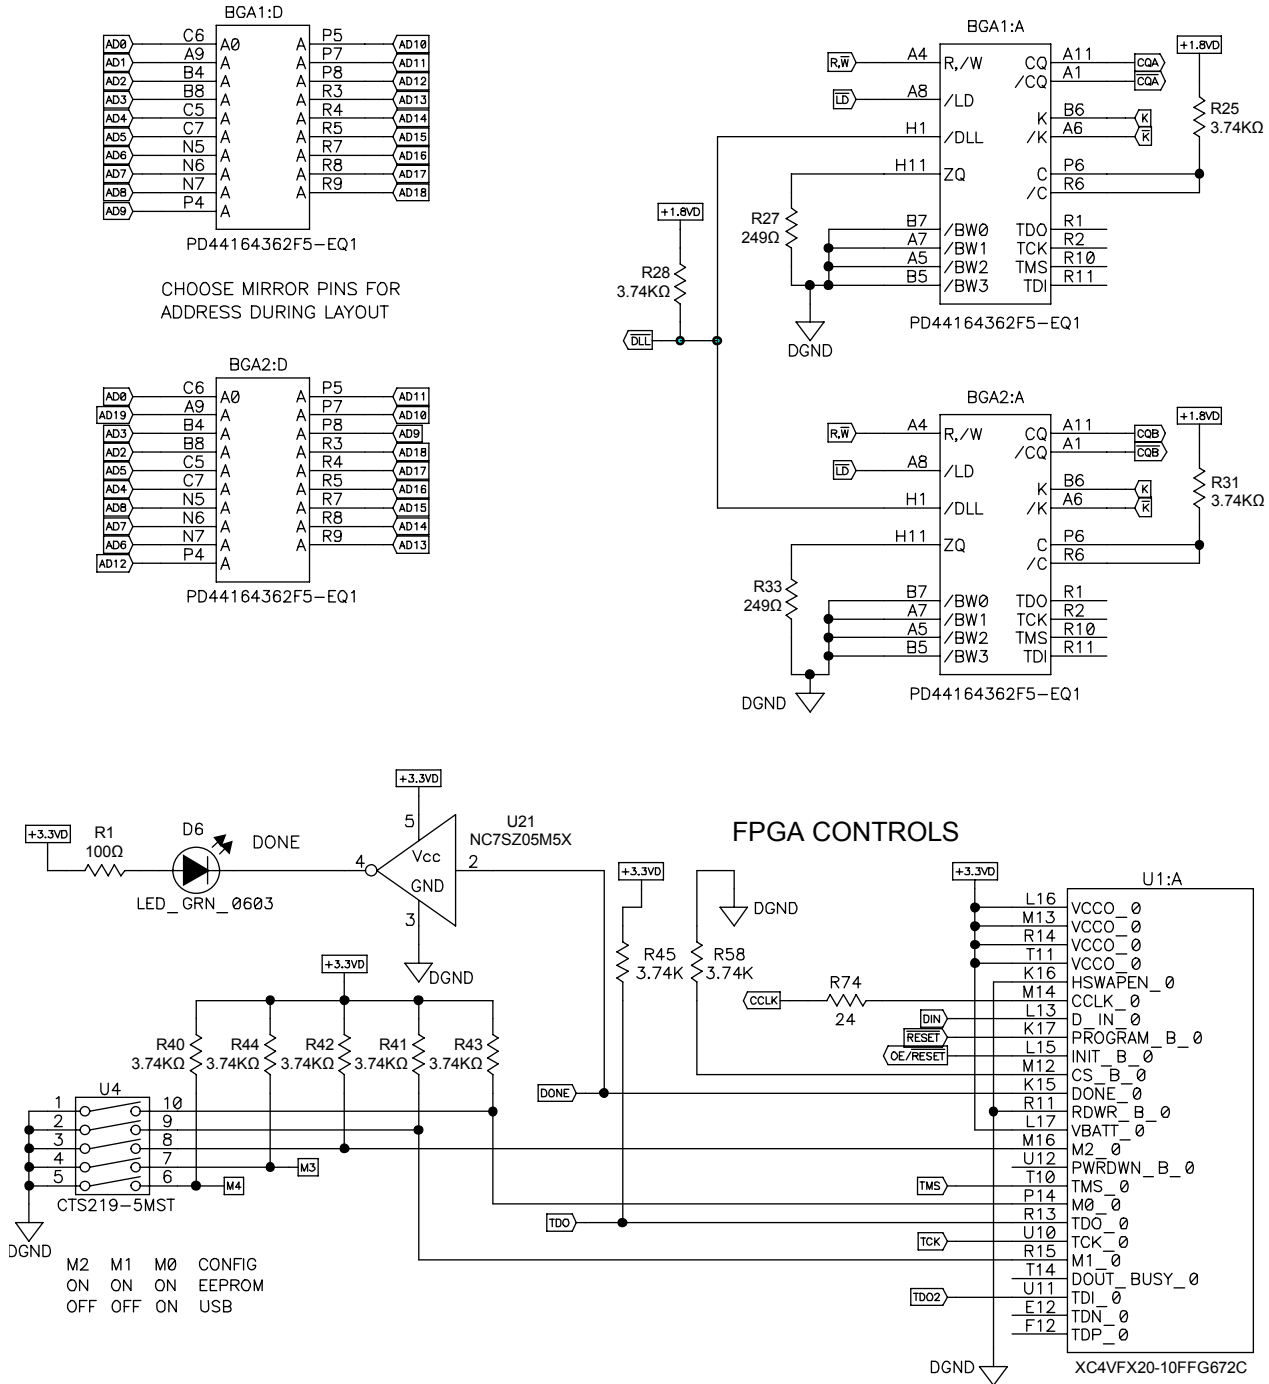 BGA1:D
AD0 C6 A0 A P5 AD10
AD1 A9 A A P7 AD11
AD2 B4 A A P8 AD12
AD3 B8 A A R3 AD13
AD4 C5 A A R4 AD14
AD5 C7 A A R5 AD15
AD6 N5 A A R7 AD16
AD7 N6 A A R8 AD17
AD8 N7 A A R9 AD18
AD9 P4 A
PD44164362F5-EQ1
CHOOSE MIRROR PINS FOR
ADDRESS DURING LAYOUT
BGA2:D
AD0 C6 A0 A P5 AD11
AD19 A9 A A P7 AD10
AD3 B4 A A P8 AD9
AD2 B8 A A R3 AD18
AD5 C5 A A R4 AD17
AD4 C7 A A R5 AD16
AD8 N5 A A R7 AD15
AD7 N6 A A R8 AD14
AD6 N7 A A R9 AD13
AD12 P4 A
PD44164362F5-EQ1
BGA1:A
+1.8VD
R,W̅ A4 R,/W CQ A11 CQA
/CQ A1 C̅Q̅A̅
L̅D̅ A8 /LD
R25
3.74KΩ
K B6 K
H1 /DLL /K A6 K̅
H11 ZQ C P6
/C R6
+1.8VD
R27
249Ω
B7 /BW0 TDO R1
A7 /BW1 TCK R2
A5 /BW2 TMS R10
B5 /BW3 TDI R11
R28
3.74KΩ
DGND
PD44164362F5-EQ1
D̅L̅L̅
BGA2:A
+1.8VD
R,W̅ A4 R,/W CQ A11 CQB
/CQ A1 C̅Q̅B̅
L̅D̅ A8 /LD
R31
3.74KΩ
K B6 K
H1 /DLL /K A6 K̅
H11 ZQ C P6
/C R6
R33
249Ω
B7 /BW0 TDO R1
A7 /BW1 TCK R2
A5 /BW2 TMS R10
B5 /BW3 TDI R11
DGND
PD44164362F5-EQ1
+3.3VD
+3.3VD
R1
100Ω
D6
DONE
LED_GRN_0603
5
4
Vcc
GND
2
3
U21
NC7SZ05M5X
DGND
FPGA CONTROLS
+3.3VD
DGND
R45
3.74K
R58
3.74K
CCLK
R74
24
DIN
R̅E̅S̅E̅T̅
OE/R̅E̅S̅E̅T̅
DONE
+3.3VD
R40
3.74KΩ
R44
3.74KΩ
R42
3.74KΩ
R41
3.74KΩ
R43
3.74KΩ
U4
1 10
2 9
3 8
4 7 M3
5 6 M4
CTS219-5MST
DGND
M2 M1 M0 CONFIG
ON ON ON EEPROM
OFF OFF ON USB
TMS
TDO
TCK
TDO2
+3.3VD
U1:A
L16 VCCO_0
M13 VCCO_0
R14 VCCO_0
T11 VCCO_0
K16 HSWAPEN_0
M14 CCLK_0
L13 D_IN_0
K17 PROGRAM_B_0
L15 INIT_B_0
M12 CS_B_0
K15 DONE_0
R11 RDWR_B_0
L17 VBATT_0
M16 M2_0
U12 PWRDWN_B_0
T10 TMS_0
P14 M0_0
R13 TDO_0
U10 TCK_0
R15 M1_0
T14 DOUT_BUSY_0
U11 TDI_0
E12 TDN_0
F12 TDP_0
DGND
XC4VFX20-10FFG672C